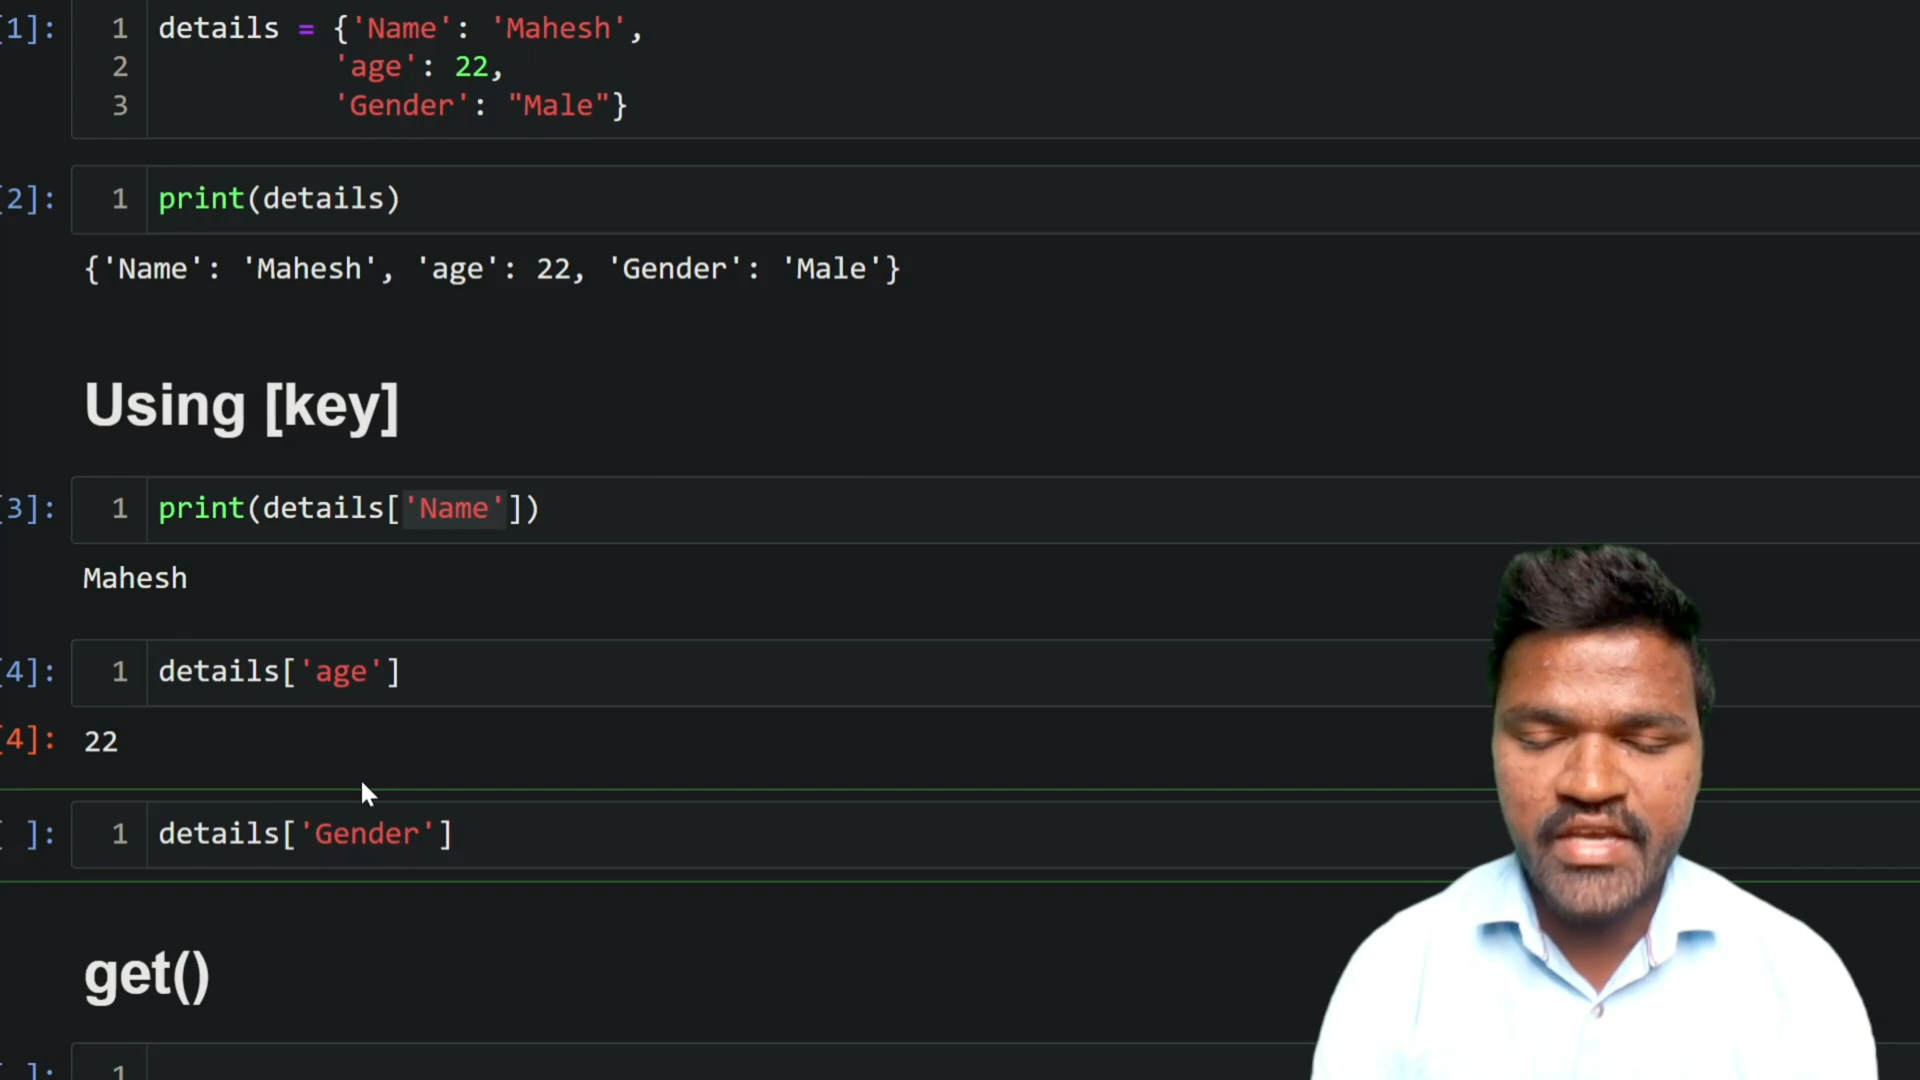 [1]: 1 details = {'Name': 'Mahesh',
2 'age': 22,
3 'Gender': "Male"}
[2]: 1 print(details)
{'Name': 'Mahesh', 'age': 22, 'Gender': 'Male'}
Using [key]
[3]: 1 print(details['Name'])
Mahesh
[4]: 1 details['age']
[4]: 22
[ ]: 1 details['Gender']
get()
[ ]: 1